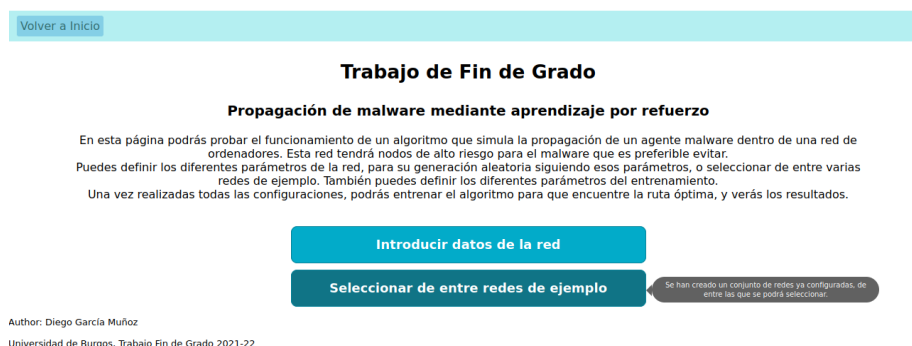 Volver a Inicio
Trabajo de Fin de Grado
Propagación de malware mediante aprendizaje por refuerzo
En esta página podrás probar el funcionamiento de un algoritmo que simula la propagación de un agente malware dentro de una red de
ordenadores. Esta red tendrá nodos de alto riesgo para el malware que es preferible evitar.
Puedes definir los diferentes parámetros de la red, para su generación aleatoria siguiendo esos parámetros, o seleccionar de entre varias
redes de ejemplo. También puedes definir los diferentes parámetros del entrenamiento.
Una vez realizadas todas las configuraciones, podrás entrenar el algoritmo para que encuentre la ruta óptima, y verás los resultados.
Introducir datos de la red
Seleccionar de entre redes de ejemplo
Se han creado un conjunto de redes ya configuradas, de
entre las que se podrá seleccionar.
Author: Diego García Muñoz
Universidad de Burgos. Trabajo Fin de Grado 2021-22